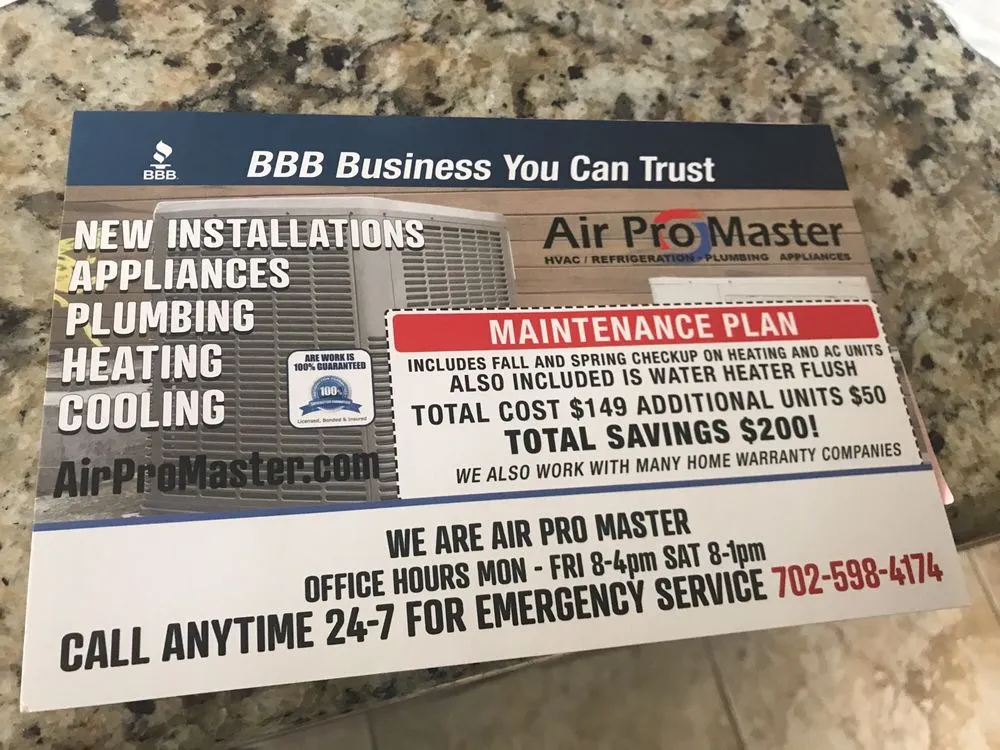 BBB.
BBB Business You Can Trust
NEW INSTALLATIONS
APPLIANCES
PLUMBING
HEATING
COOLING
AirProMaster.com
ARE WORK IS
100% GUARANTEED
100%
Licensed, Bonded & Insured
Air Pro Master
HVAC / REFRIGERATION - PLUMBING APPLIANCES
MAINTENANCE PLAN
INCLUDES FALL AND SPRING CHECKUP ON HEATING AND AC UNITS
ALSO INCLUDED IS WATER HEATER FLUSH
TOTAL COST $149 ADDITIONAL UNITS $50
TOTAL SAVINGS $200!
WE ALSO WORK WITH MANY HOME WARRANTY COMPANIES
WE ARE AIR PRO MASTER
OFFICE HOURS MON - FRI 8-4pm SAT 8-1pm
CALL ANYTIME 24-7 FOR EMERGENCY SERVICE 702-598-4174